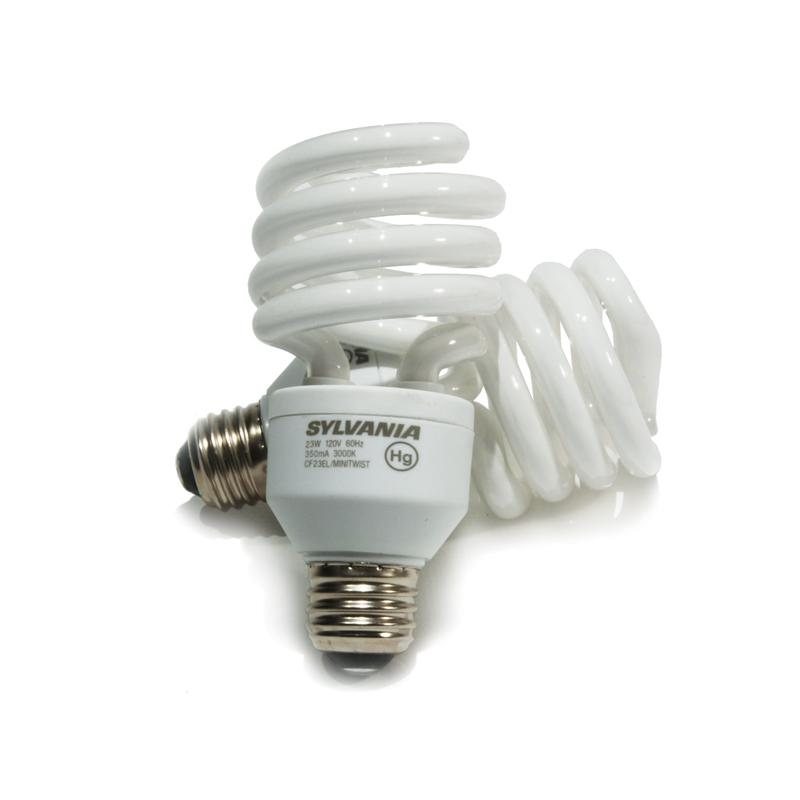 SYLVANIA
23W 120V 60Hz
350mA 3000K
CF23EL/MINITWIST
Hg